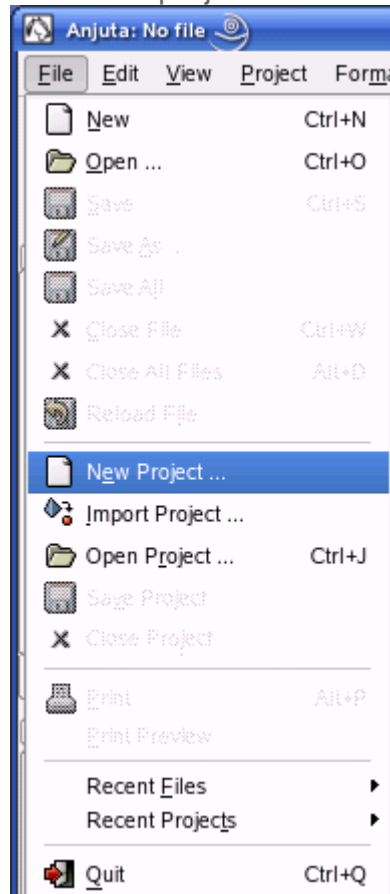 Anjuta: No file
File Edit View Project Forma
New Ctrl+N
Open ... Ctrl+O
Save Ctrl+S
Save As ...
Save All
Close File Ctrl+W
Close All Files Alt+D
Reload File
New Project ...
Import Project ...
Open Project ... Ctrl+J
Save Project
Close Project
Print Alt+P
Print Preview
Recent Files
Recent Projects
Quit Ctrl+Q